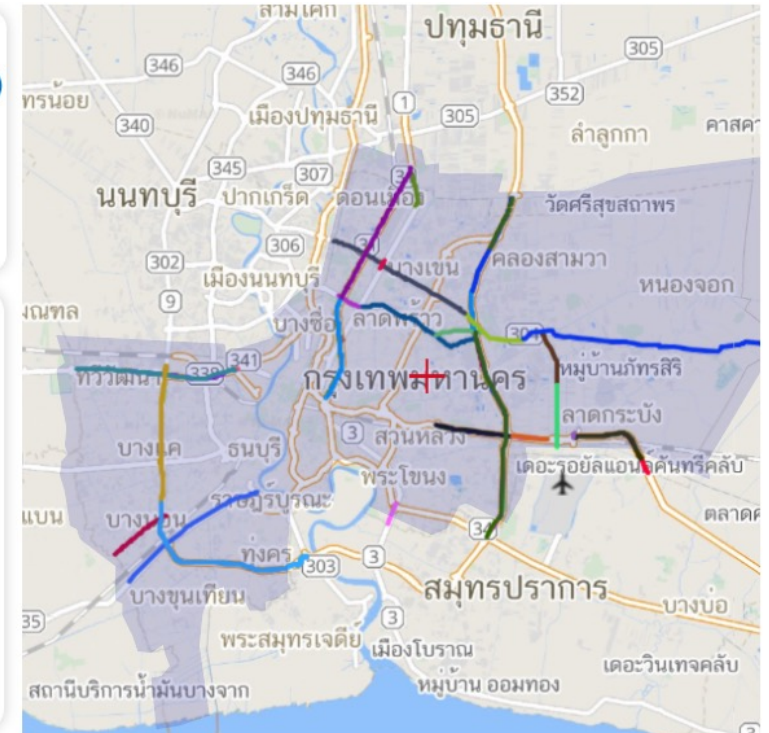 สามโคก
ปทุมธานี
305
346
346
352
ทรน้อย
1
305
340
เมืองปทุมธานี
ลำลูกกา
คาสคา
345
307
นนทบุรี
ปากเกร็ด
ดอนเมือง
วัดศรีสุขสถาพร
306
บางเขน
คลองสามวา
302
เมืองนนทบุรี
หนองจอก
9
มณฑล
บางซื่อ
ลาดพร้าว
304
341
338
ทวีวัฒนา
กรุงเทพมหานคร
หมู่บ้านภัทรสิริ
ลาดกระบัง
3
สวนหลวง
บางแค
ธนบุรี
พระโขนง
เดอะรอยัลแอนด์คันทรีคลับ
ราษฎร์บูรณะ
แบน
บางบอน
34
ตลาดค
ทุ่งครุ
303
3
สมุทรปราการ
บางขุนเทียน
บางบ่อ
35
3
พระสมุทรเจดีย์
เมืองโบราณ
เดอะวินเทจคลับ
สถานีบริการน้ำมันบางจาก
หมู่บ้าน ออมทอง